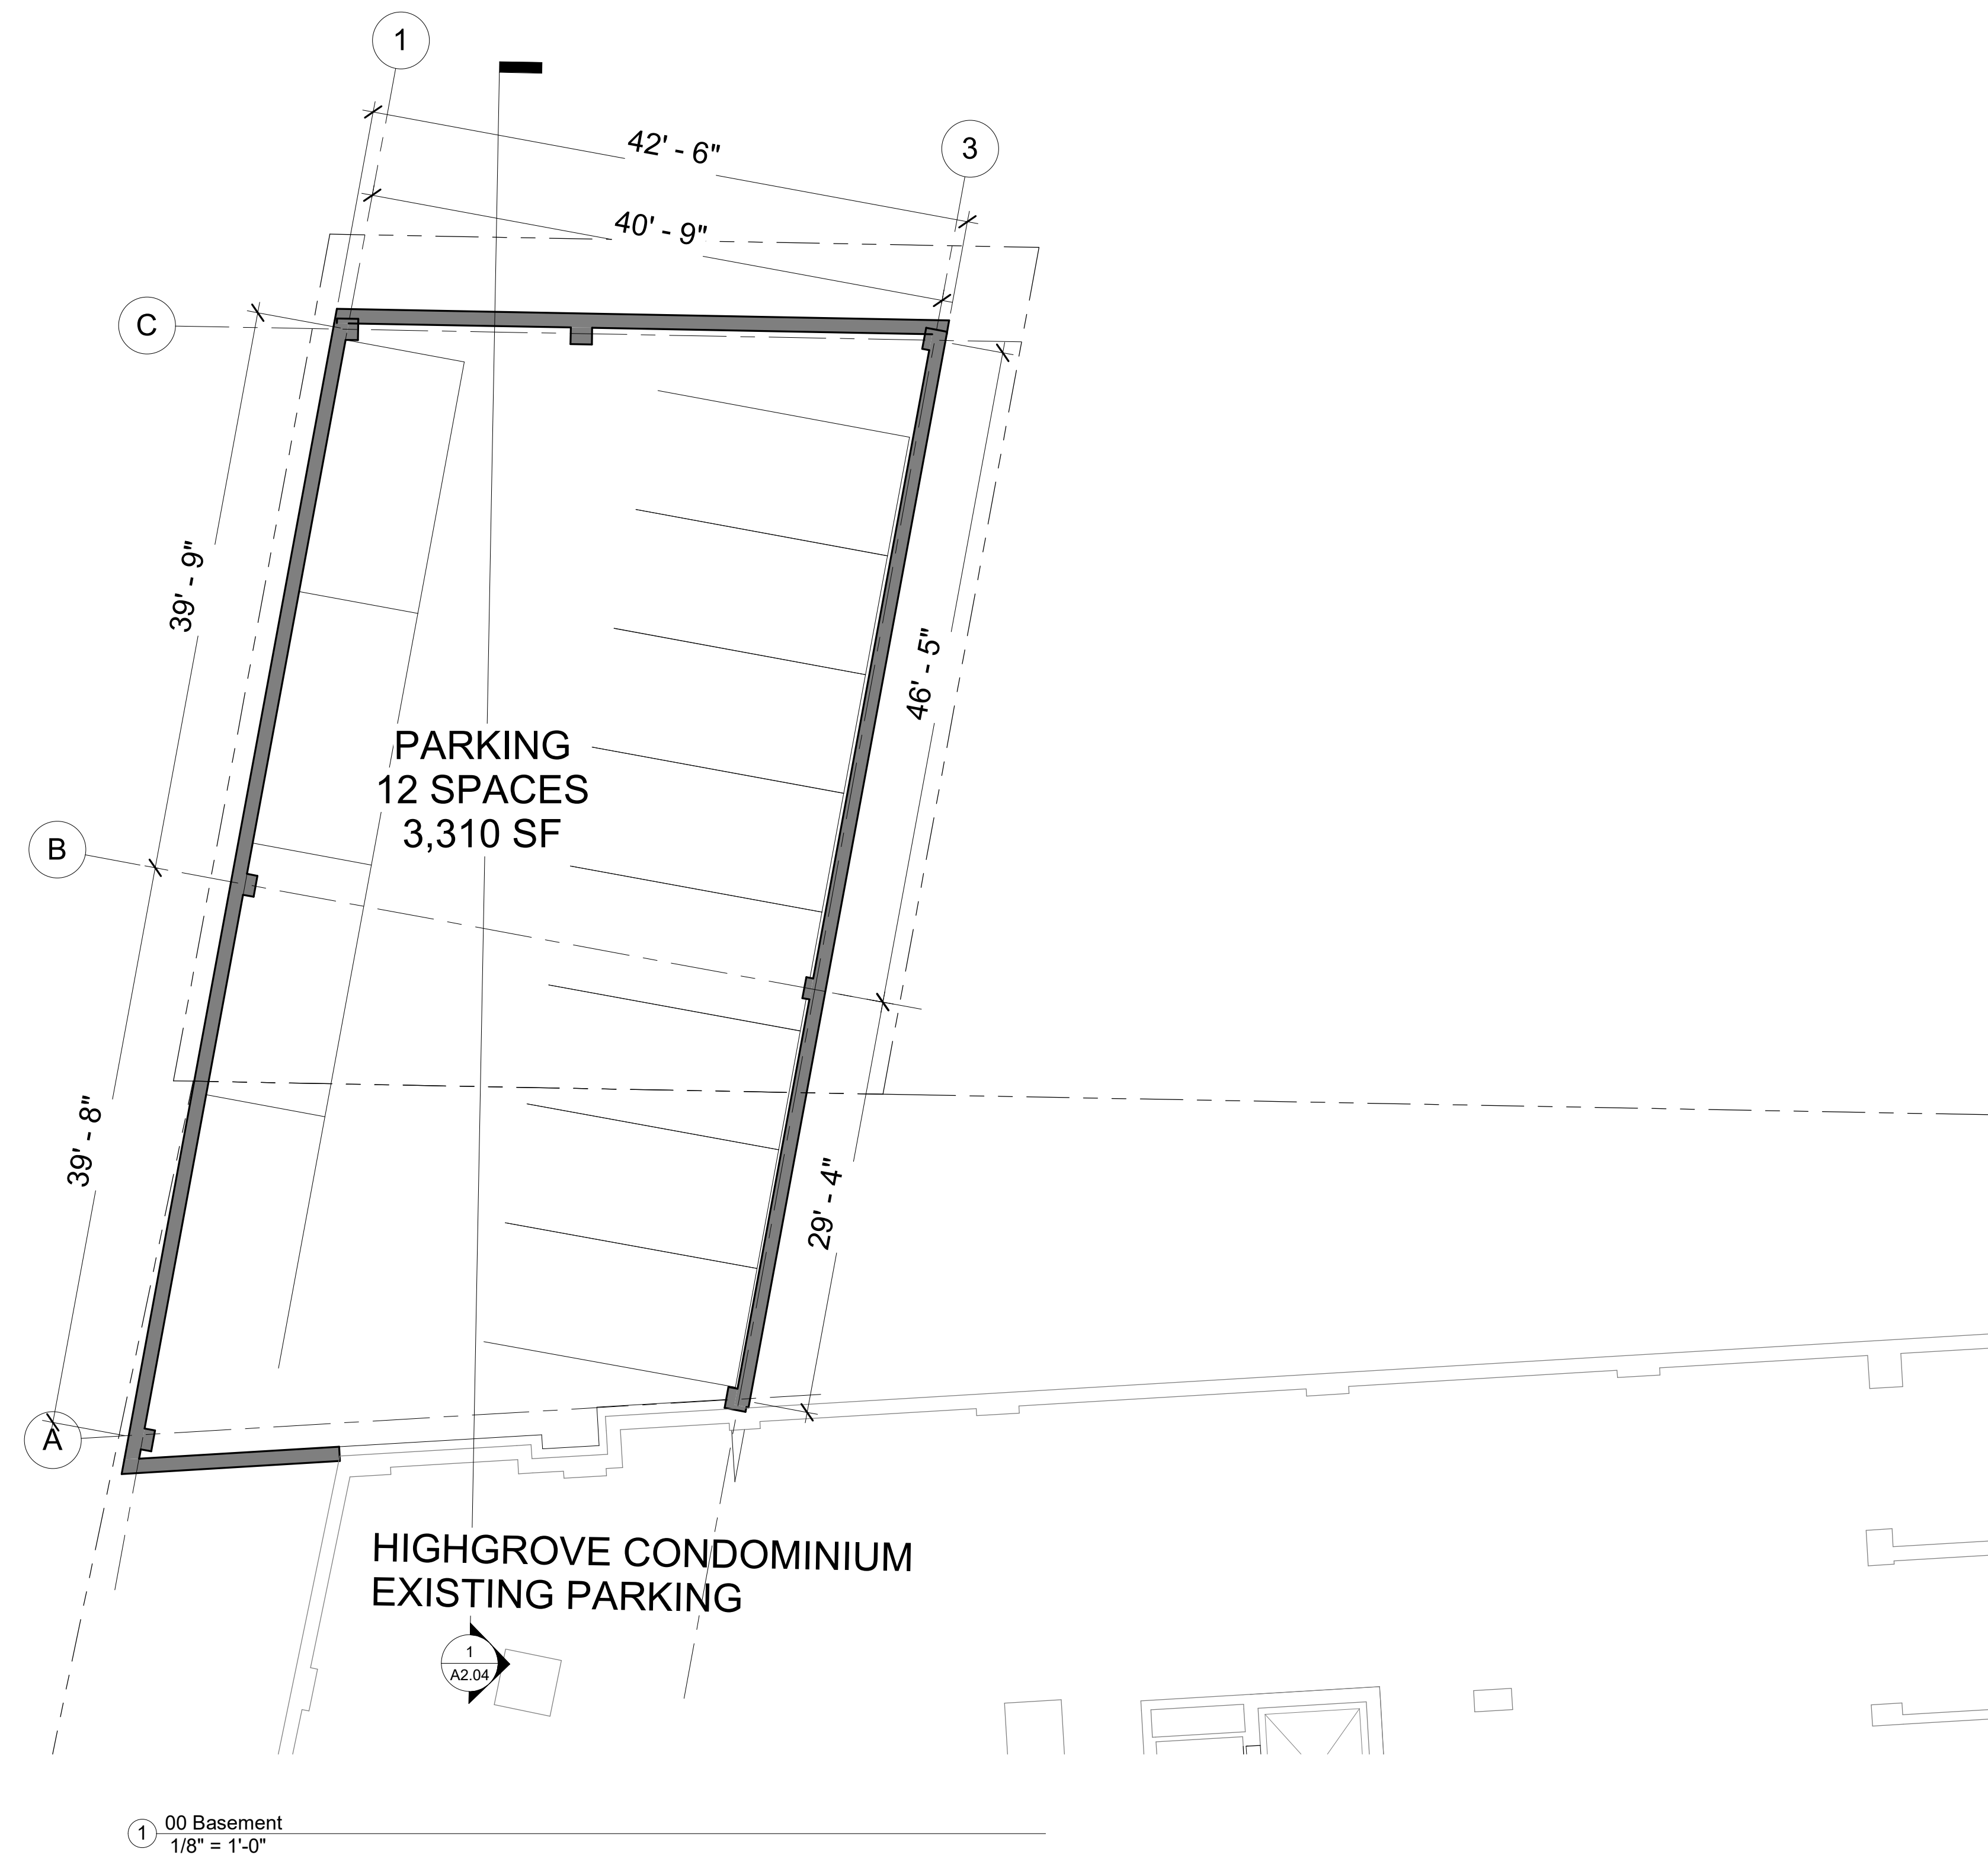 1
42' - 6"
3
40' - 9"
C
39' - 9"
46' - 5"
PARKING
12 SPACES
3,310 SF
B
39' - 8"
29' - 4"
A
HIGHGROVE CONDOMINIUM
EXISTING PARKING
1
A2.04
1
00 Basement
1/8" = 1'-0"